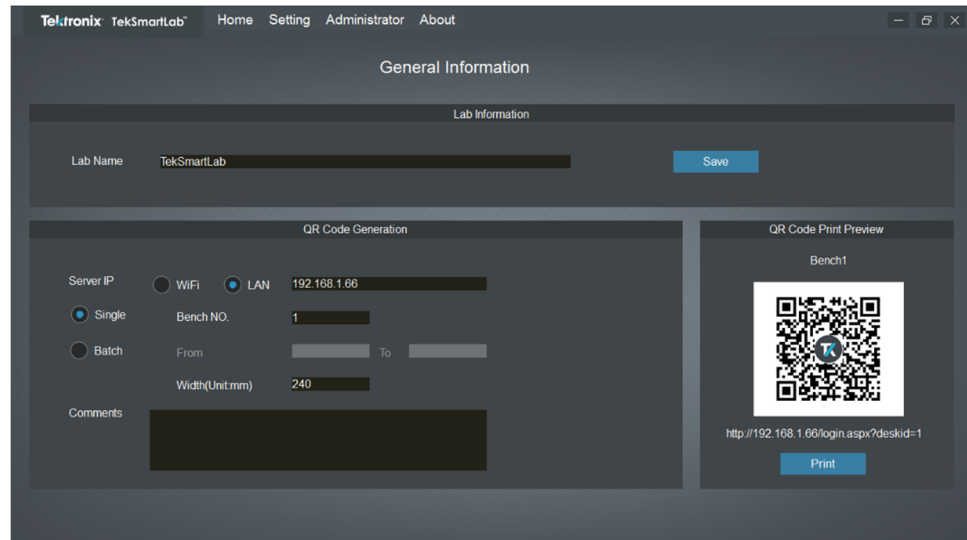 Tektronix TekSmartLab™ Home Setting Administrator About
General Information
Lab Information
Lab Name TekSmartLab Save
QR Code Generation
Server IP WiFi LAN 192.168.1.66
Single Bench NO. 1
Batch From To
Width(Unit:mm) 240
Comments
QR Code Print Preview
Bench1
TK
http://192.168.1.66/login.aspx?deskid=1
Print